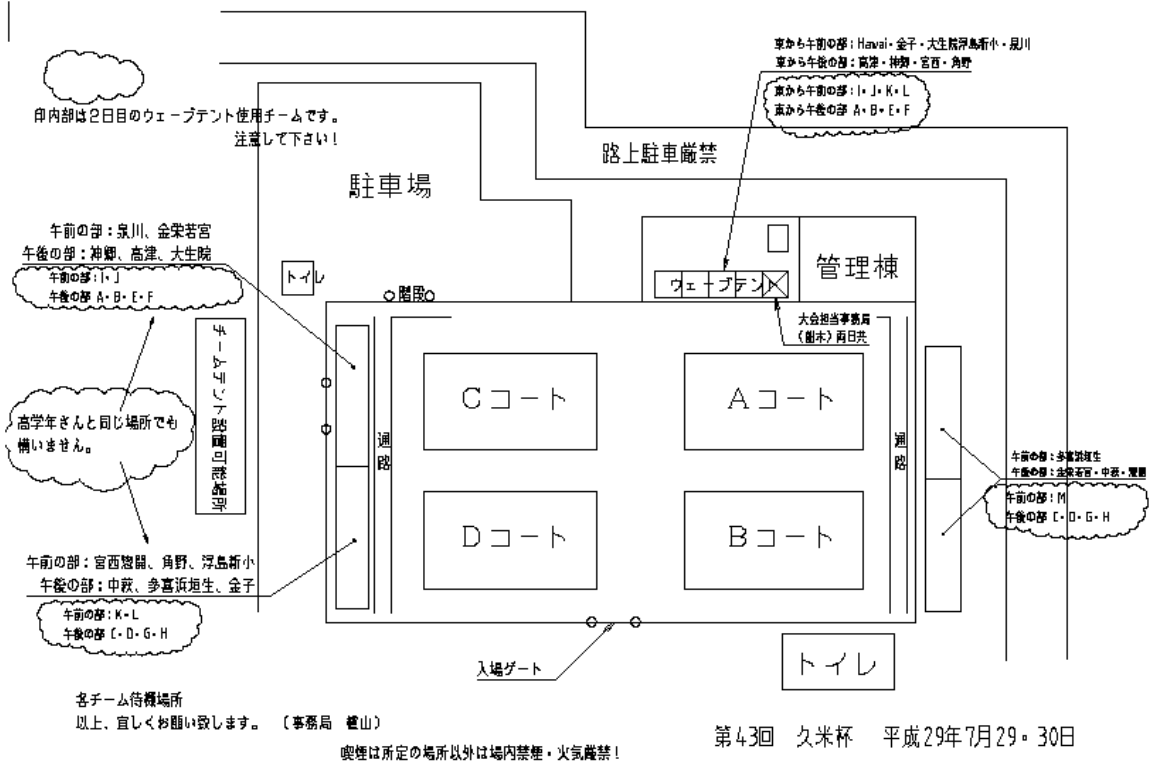 東から午前の部：Hawai・金子・大生院浮島新小・泉川
東から午後の部：高津・神郷・宮西・角野
東から午前の部：I・J・K・L
東から午後の部 A・B・E・F
印内部は２日目のウェーブテント使用チームです。
注意して下さい！
路上駐車厳禁
駐車場
午前の部：泉川、金栄若宮
午後の部：神郷、高津、大生院
午前の部：I・J
午後の部 A・B・E・F
トイレ
階段
ウェーブテント
管理棟
大会担当事務局
両日共
チームテント設置可能場所
高学年さんと同じ場所でも
構いません。
Cコート
Aコート
通路
通路
Dコート
Bコート
午前の部：多喜浜垣生
午後の部：金栄若宮・中萩・惣開
午前の部：M
午後の部 C・D・G・H
午前の部：宮西惣開、角野、浮島新小
午後の部：中萩、多喜浜垣生、金子
午前の部：K・L
午後の部 C・D・G・H
入場ゲート
トイレ
各チーム待機場所
以上、宜しくお願い致します。
喫煙は所定の場所以外は場内禁煙・火気厳禁！
第43回　久米杯　平成29年7月29・30日